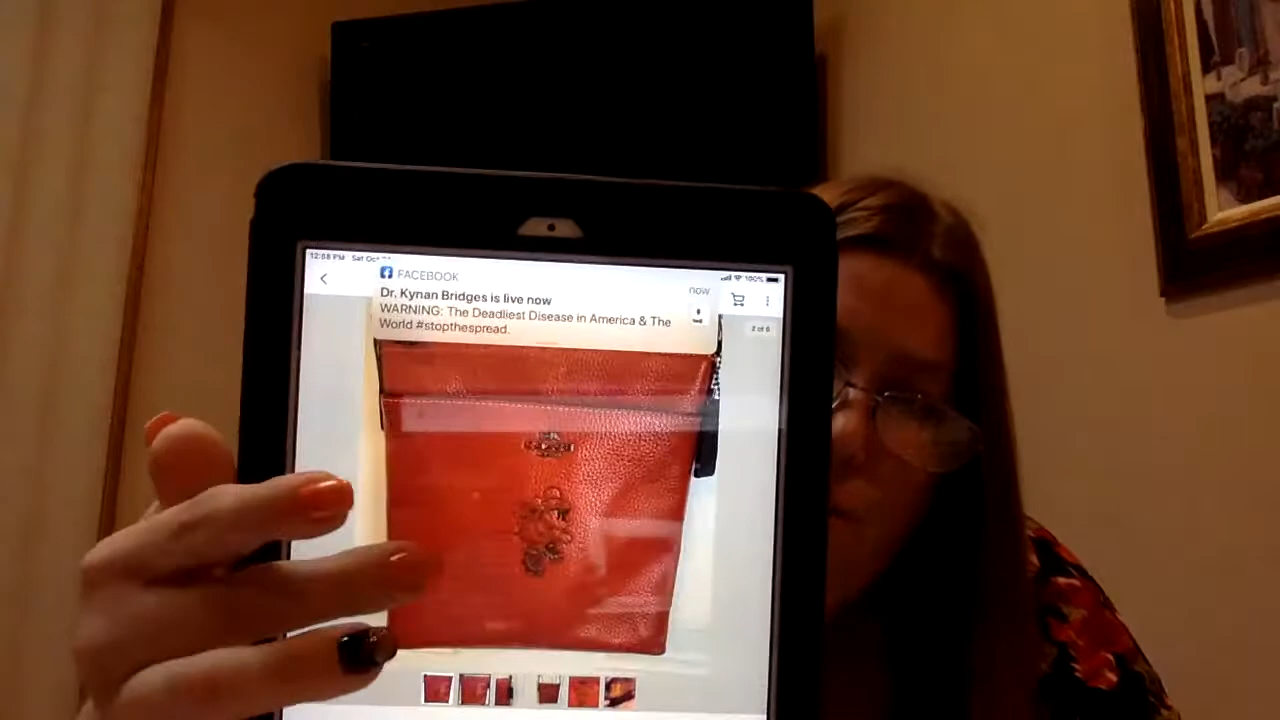 12:58 PM Sat Oct
100%
FACEBOOK
now
Dr. Kynan Bridges is live now
WARNING: The Deadliest Disease in America & The
World #stopthespread.
2 of 6